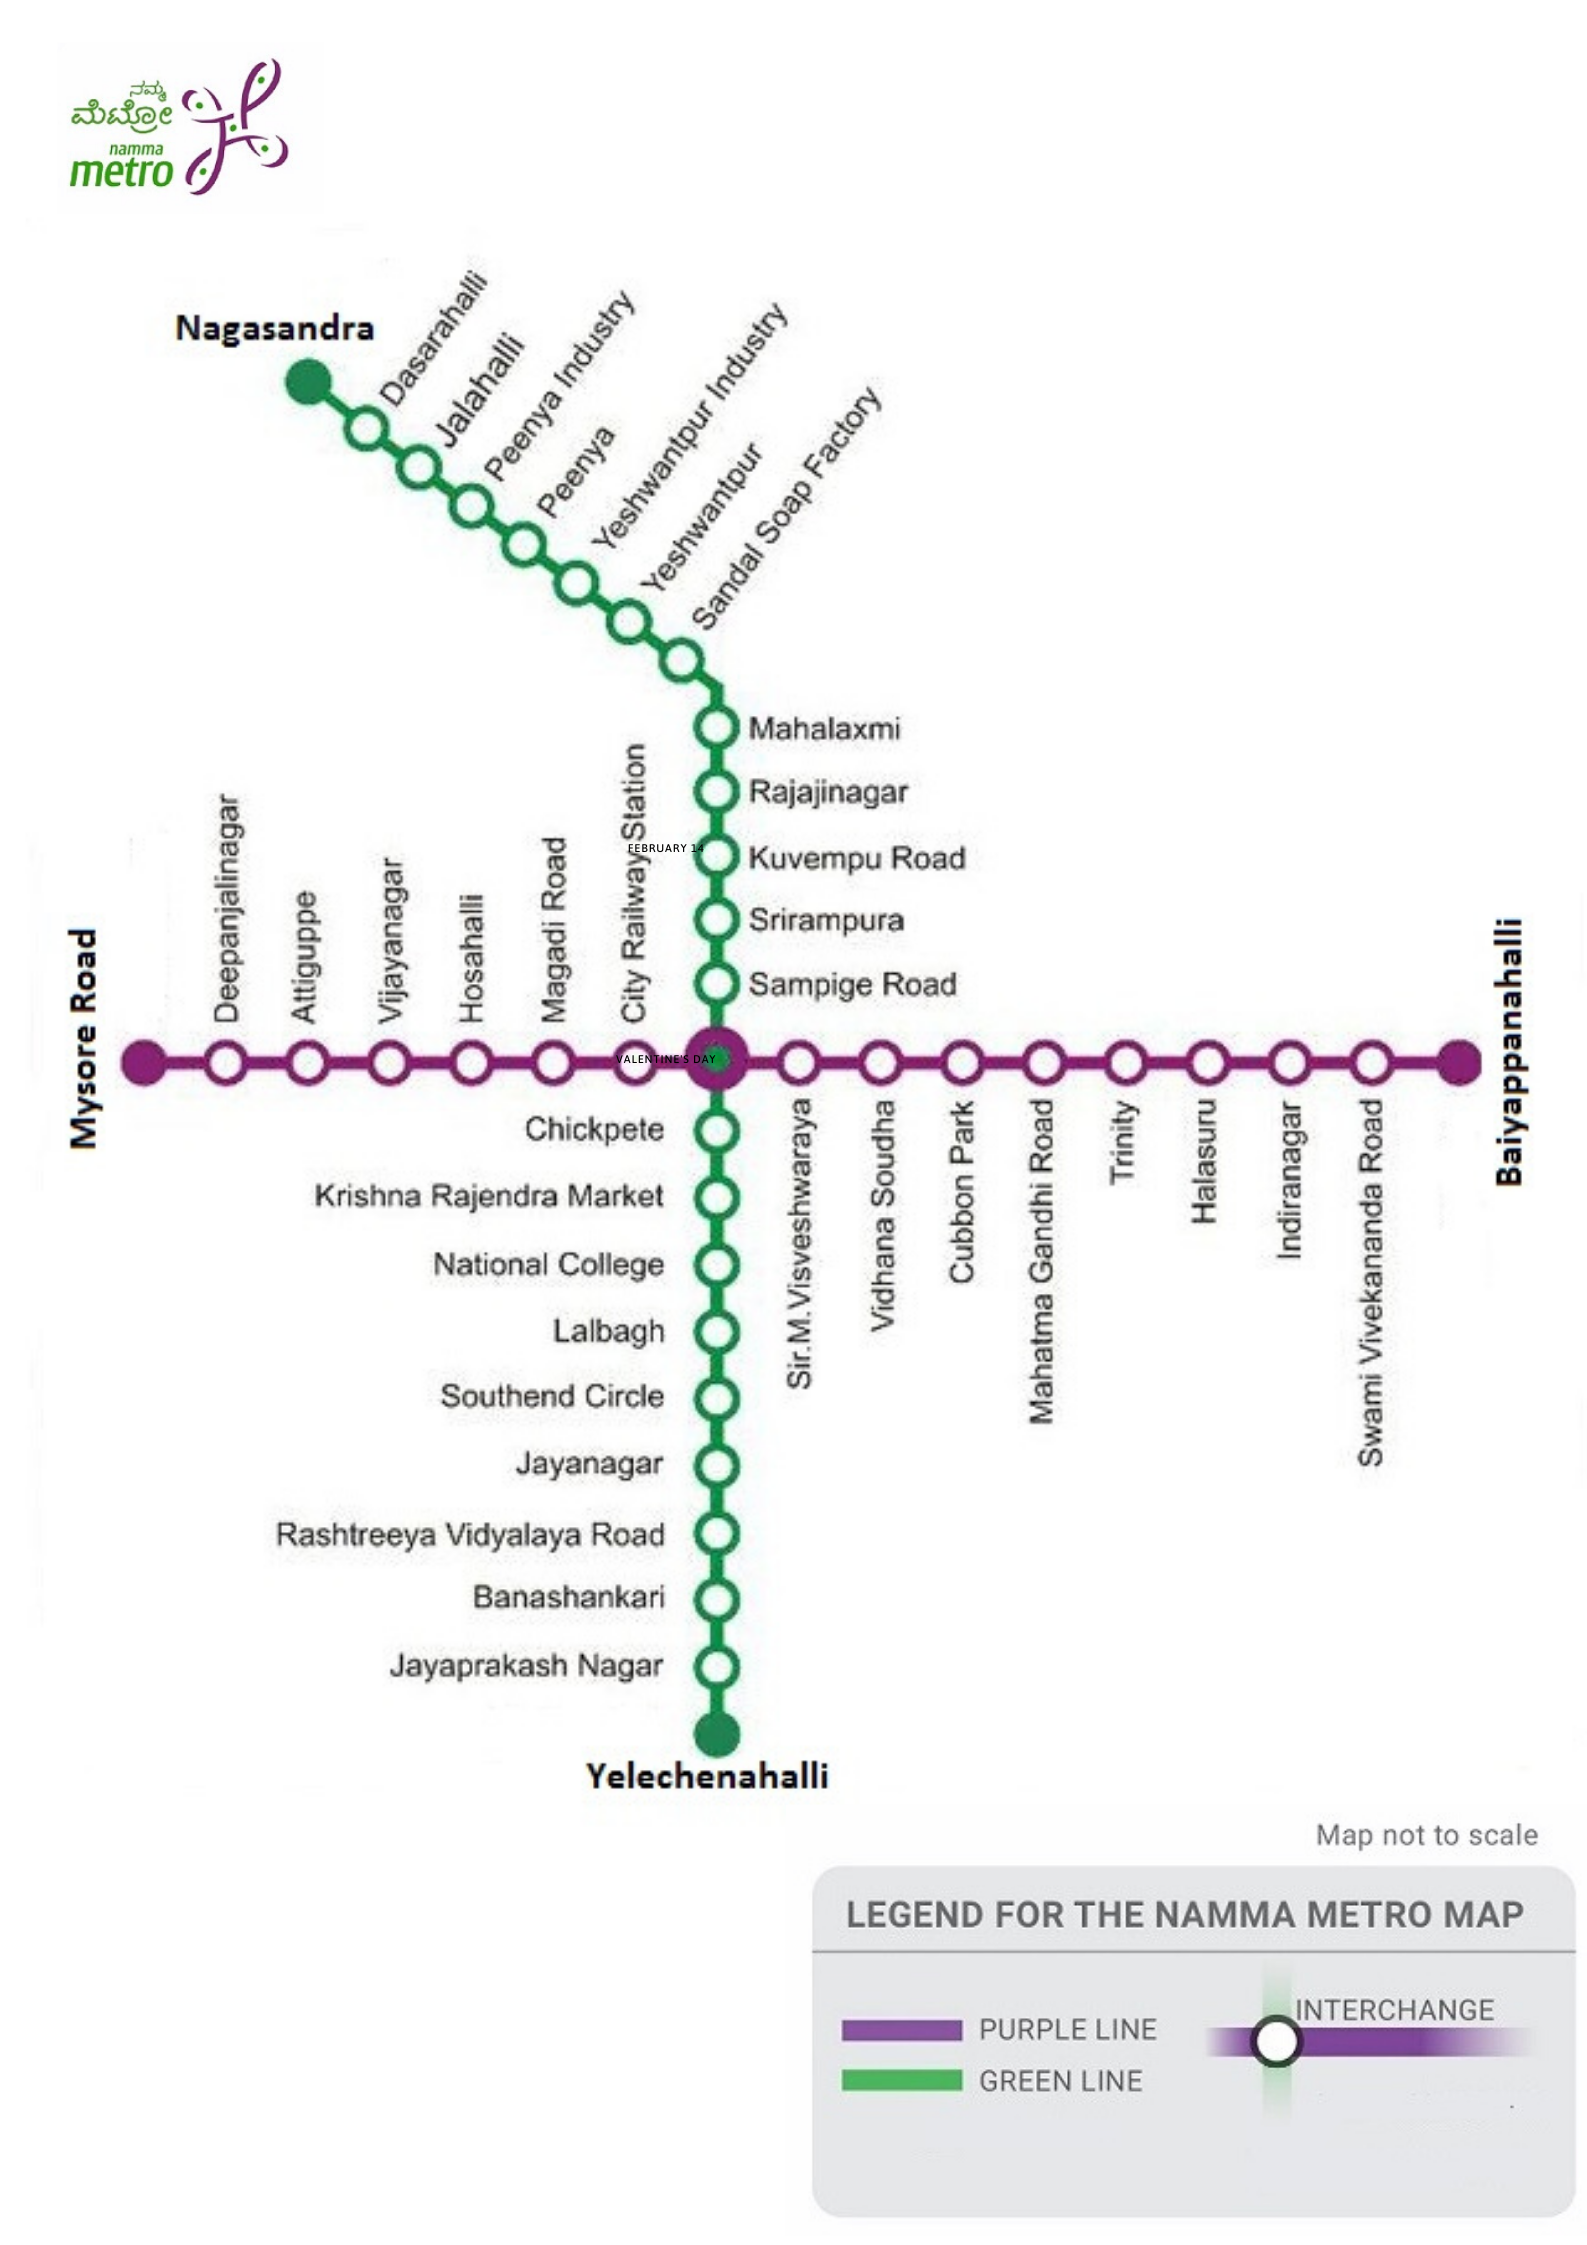 ನಮ್ಮ
ಮೆಟ್ರೋ
namma
metro
Nagasandra
Dasarahalli
Jalahalli
Peenya Industry
Peenya
Yeshwantpur Industry
Yeshwantpur
Sandal Soap Factory
Mahalaxmi
Rajajinagar
FEBRUARY 14
Kuvempu Road
Srirampura
Sampige Road
Mysore Road
Deepanjalinagar
Attiguppe
Vijayanagar
Hosahalli
Magadi Road
City Railway Station
VALENTINE'S DAY
Sir.M.Visveshwaraya
Vidhana Soudha
Cubbon Park
Mahatma Gandhi Road
Trinity
Halasuru
Indiranagar
Swami Vivekananda Road
Baiyappanahalli
Chickpete
Krishna Rajendra Market
National College
Lalbagh
Southend Circle
Jayanagar
Rashtreeya Vidyalaya Road
Banashankari
Jayaprakash Nagar
Yelechenahalli
Map not to scale
LEGEND FOR THE NAMMA METRO MAP
PURPLE LINE
INTERCHANGE
GREEN LINE